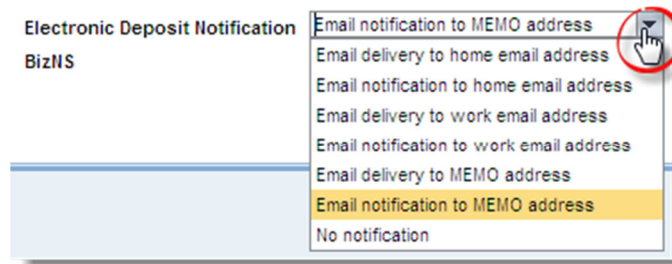 Electronic Deposit Notification Email notification to MEMO address
BizNS
Email delivery to home email address
Email notification to home email address
Email delivery to work email address
Email notification to work email address
Email delivery to MEMO address
Email notification to MEMO address
No notification